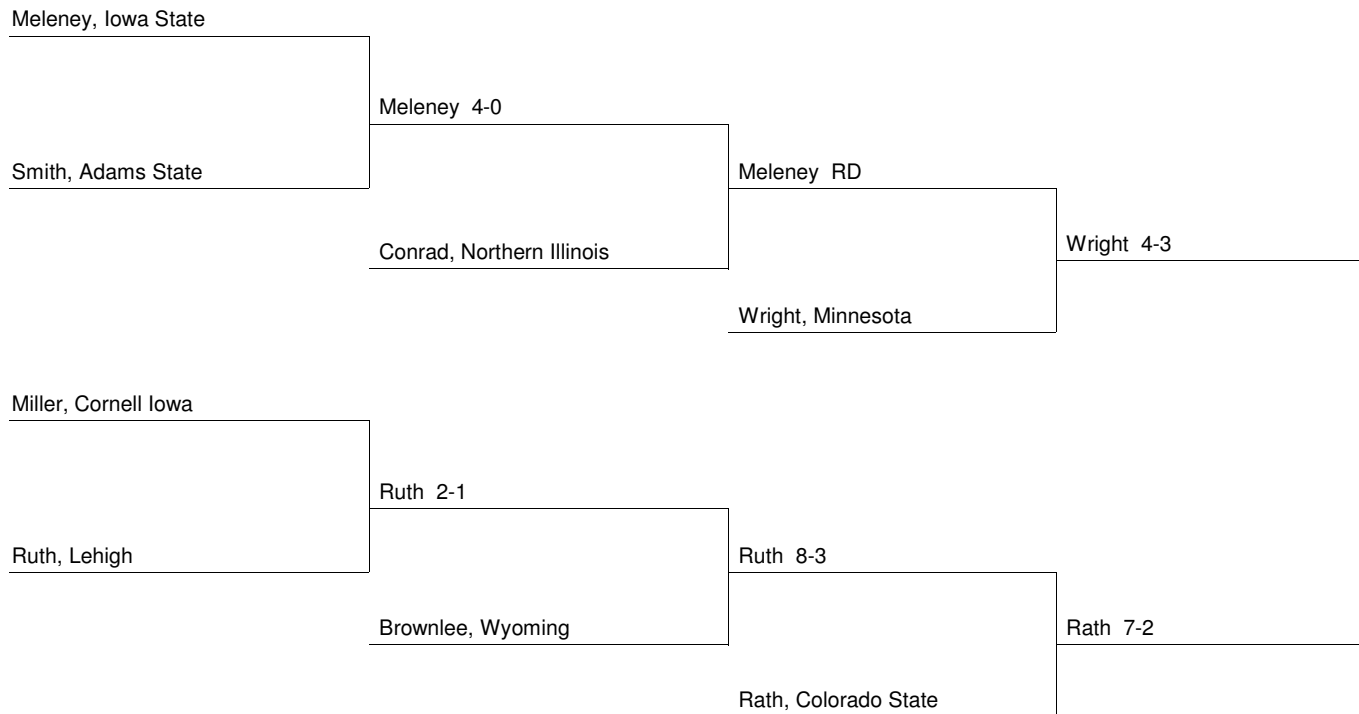 Meleney, Iowa State
Meleney 4-0
Smith, Adams State
Meleney RD
Wright 4-3
Conrad, Northern Illinois
Wright, Minnesota
Miller, Cornell Iowa
Ruth 2-1
Ruth, Lehigh
Ruth 8-3
Brownlee, Wyoming
Rath 7-2
Rath, Colorado State